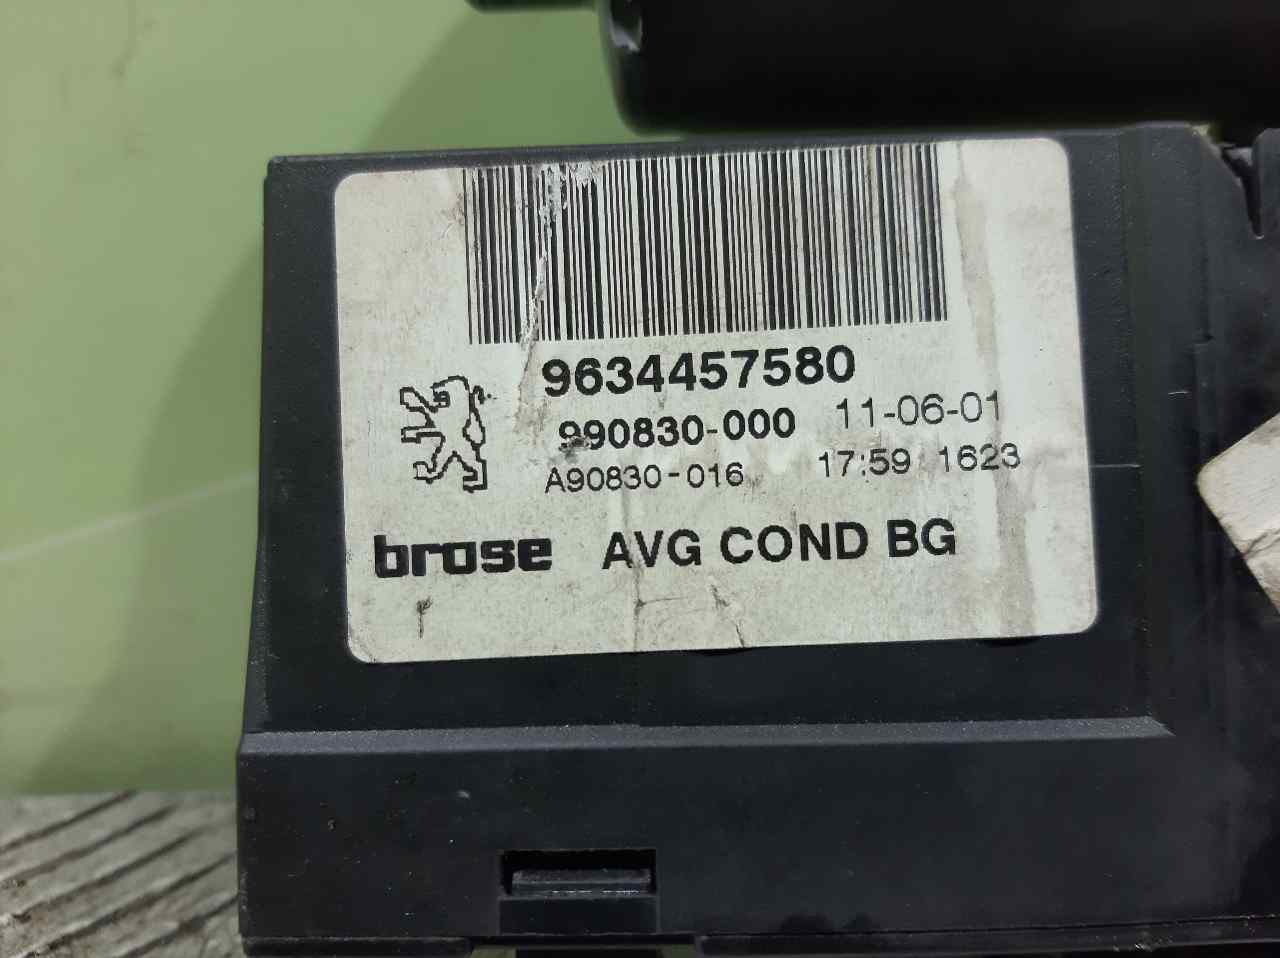 9634457580
990830-000 11-06-01
A90830-016 17:59 1623
brose AVG COND BG